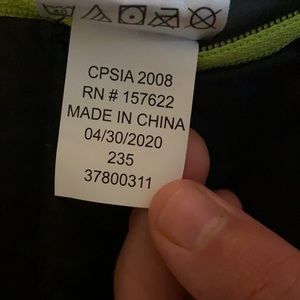 CPSIA 2008
RN # 157622
MADE IN CHINA
04/30/2020
235
37800311